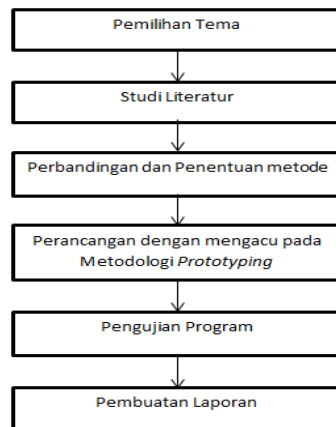 Pemilihan Tema
Studi Literatur
Perbandingan dan Penentuan metode
Perancangan dengan mengacu pada
Metodologi Prototyping
Pengujian Program
Pembuatan Laporan